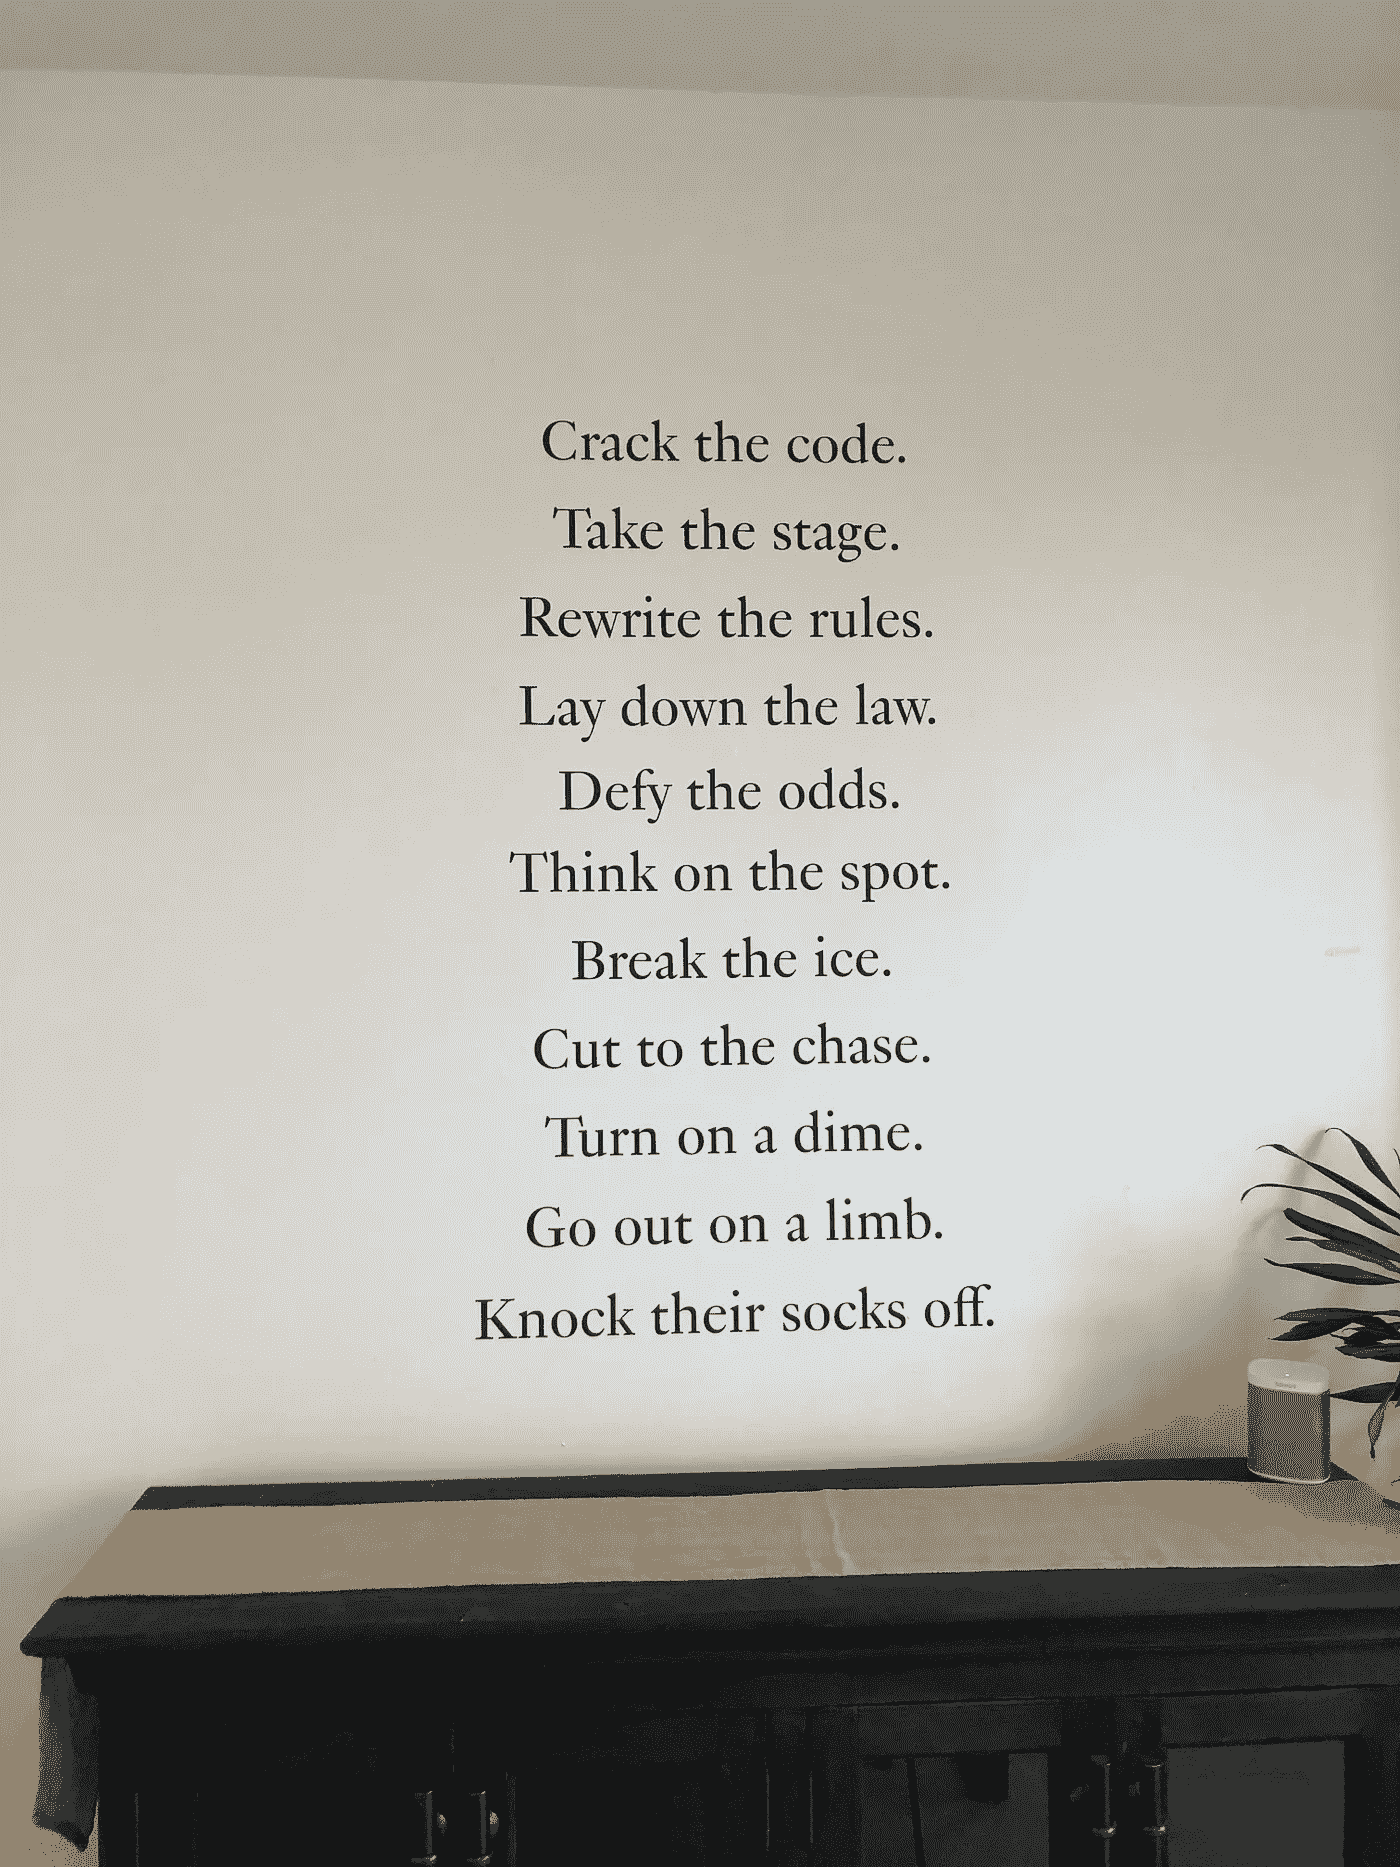 Crack the code.
Take the stage.
Rewrite the rules.
Lay down the law.
Defy the odds.
Think on the spot.
Break the ice.
Cut to the chase.
Turn on a dime.
Go out on a limb.
Knock their socks off.